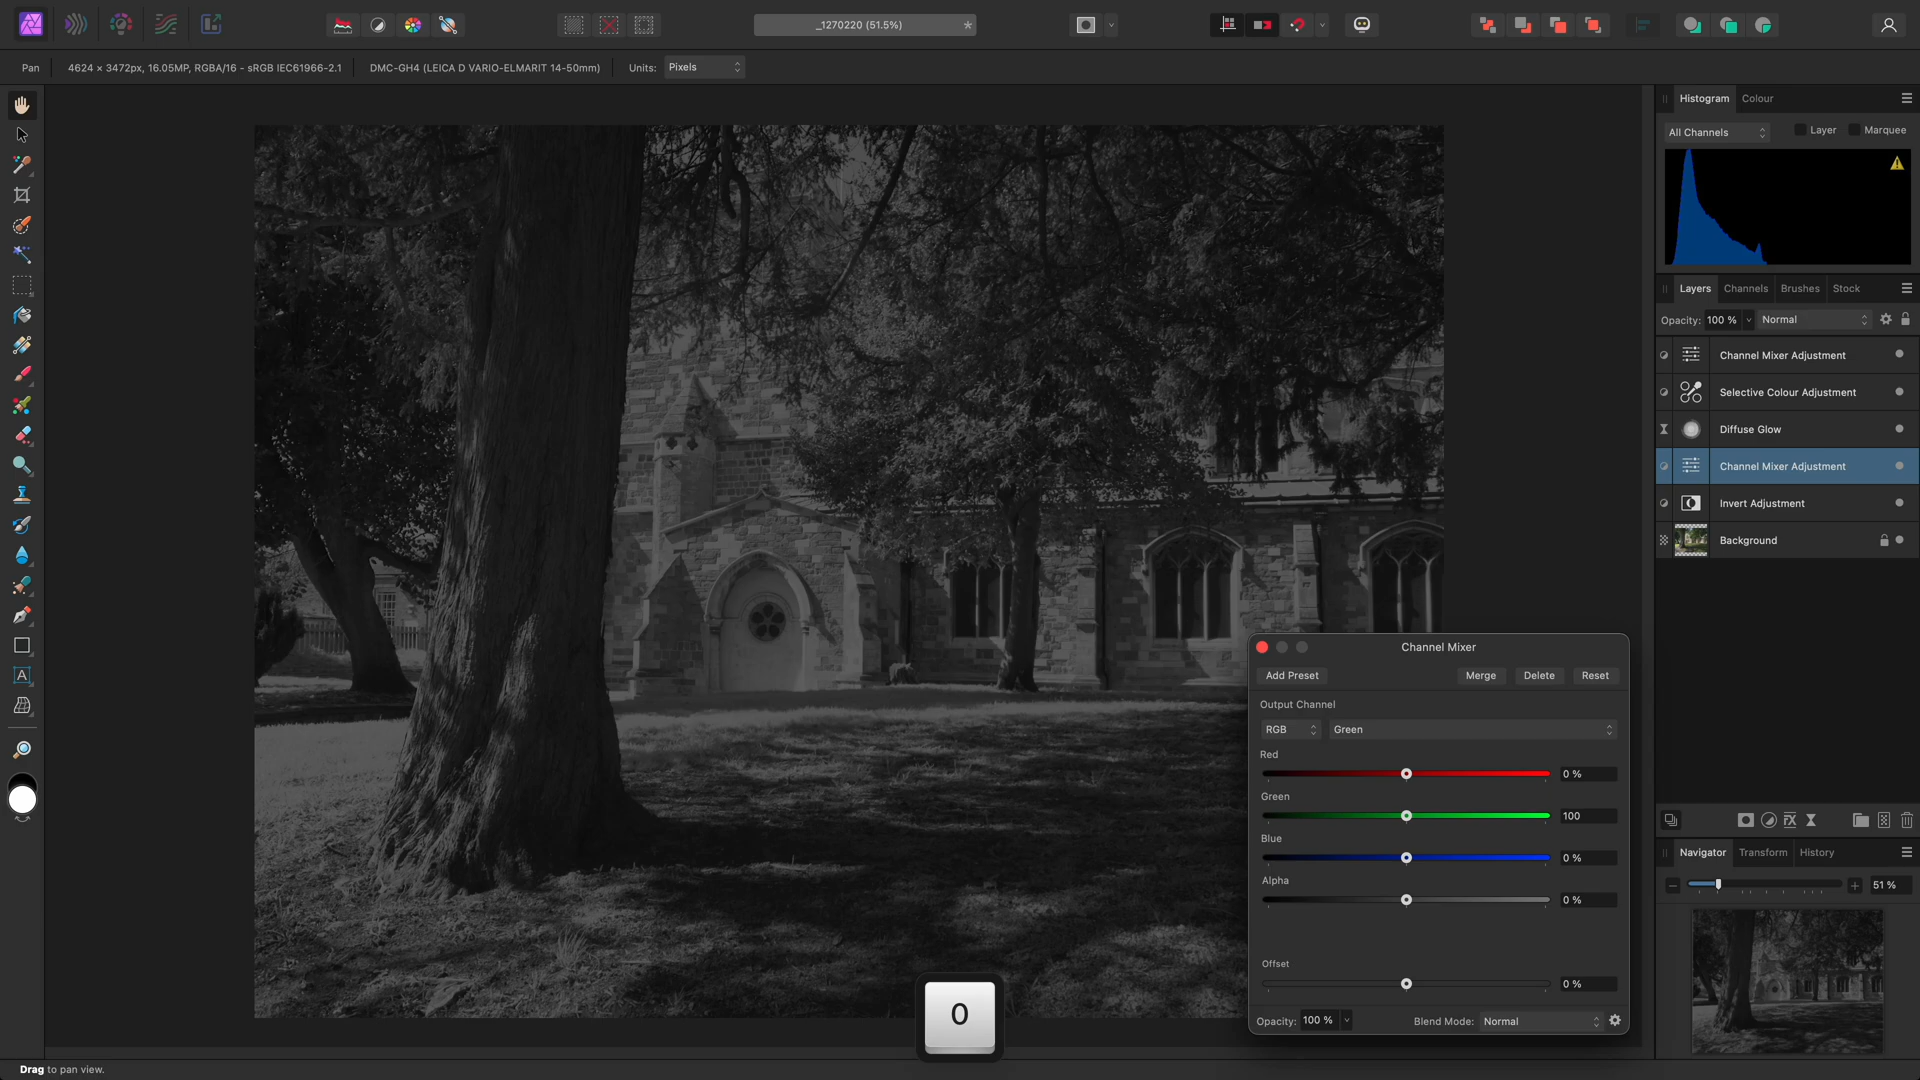 _1270220 (51.5%)
*
Pan
4624 × 3472px, 16.05MP, RGBA/16 - sRGB IEC61966-2.1
DMC-GH4 (LEICA D VARIO-ELMARIT 14-50mm)
Units:
Pixels
Histogram
Colour
All Channels
Layer
Marquee
Layers
Channels
Brushes
Stock
Opacity:
100 %
Normal
Channel Mixer Adjustment
Selective Colour Adjustment
Diffuse Glow
Channel Mixer Adjustment
Invert Adjustment
Background
Channel Mixer
Add Preset
Merge
Delete
Reset
Output Channel
RGB
Green
Red
0 %
Green
100
Blue
0 %
Alpha
0 %
Offset
0 %
Opacity:
100 %
Blend Mode:
Normal
Navigator
Transform
History
51 %
0
Drag to pan view.